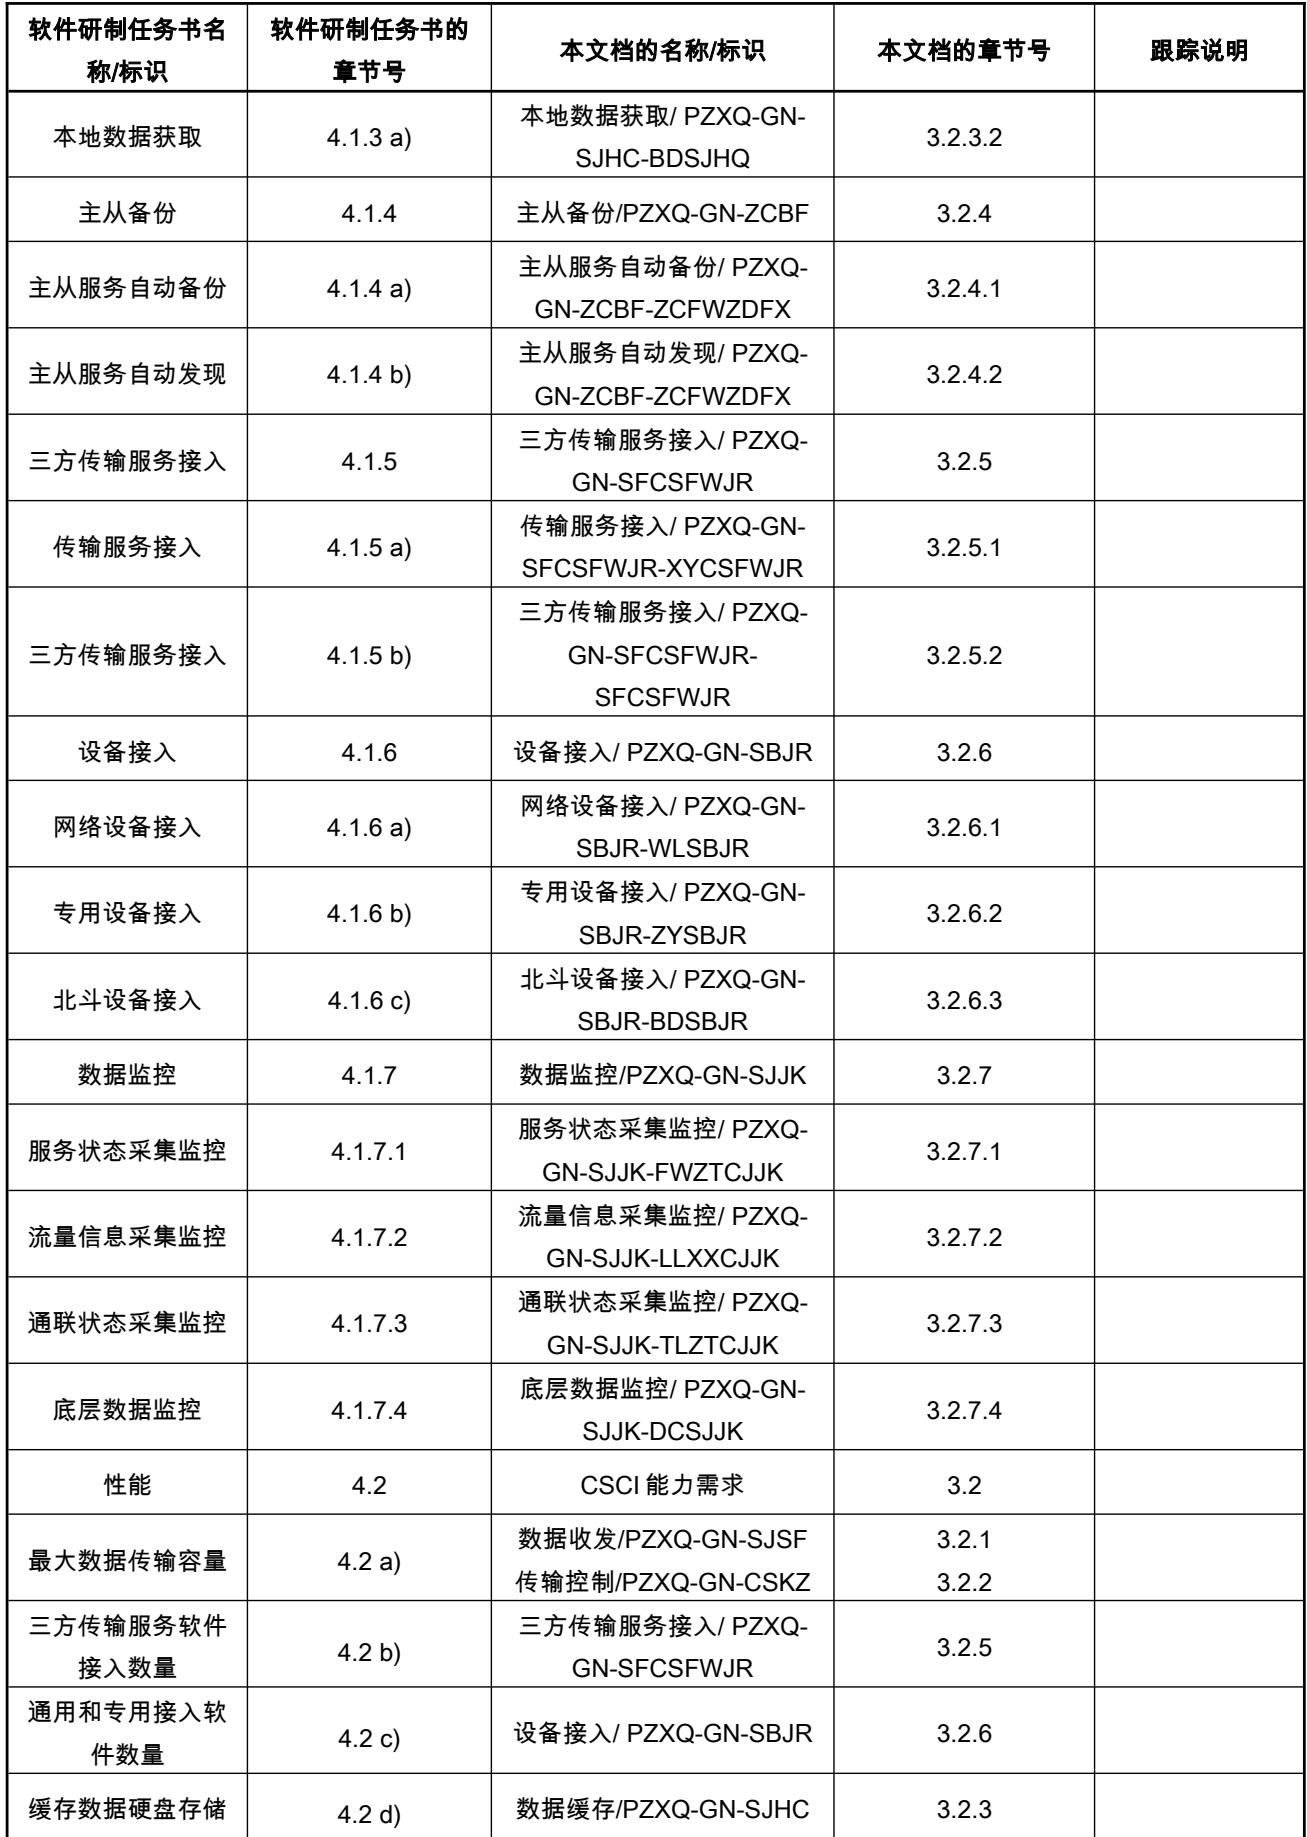 软件研制任务书名
称/标识
软件研制任务书的
章节号
本文档的名称/标识
本文档的章节号
跟踪说明
本地数据获取
4.1.3 a)
本地数据获取/ PZXQ-GN-
SJHC-BDSJHQ
3.2.3.2
主从备份
4.1.4
主从备份/PZXQ-GN-ZCBF
3.2.4
主从服务自动备份
4.1.4 a)
主从服务自动备份/ PZXQ-
GN-ZCBF-ZCFWZDFX
3.2.4.1
主从服务自动发现
4.1.4 b)
主从服务自动发现/ PZXQ-
GN-ZCBF-ZCFWZDFX
3.2.4.2
三方传输服务接入
4.1.5
三方传输服务接入/ PZXQ-
GN-SFCSFWJR
3.2.5
传输服务接入
4.1.5 a)
传输服务接入/ PZXQ-GN-
SFCSFWJR-XYCSFWJR
3.2.5.1
三方传输服务接入
4.1.5 b)
三方传输服务接入/ PZXQ-
GN-SFCSFWJR-
SFCSFWJR
3.2.5.2
设备接入
4.1.6
设备接入/ PZXQ-GN-SBJR
3.2.6
网络设备接入
4.1.6 a)
网络设备接入/ PZXQ-GN-
SBJR-WLSBJR
3.2.6.1
专用设备接入
4.1.6 b)
专用设备接入/ PZXQ-GN-
SBJR-ZYSBJR
3.2.6.2
北斗设备接入
4.1.6 c)
北斗设备接入/ PZXQ-GN-
SBJR-BDSBJR
3.2.6.3
数据监控
4.1.7
数据监控/PZXQ-GN-SJJK
3.2.7
服务状态采集监控
4.1.7.1
服务状态采集监控/ PZXQ-
GN-SJJK-FWZTCJJK
3.2.7.1
流量信息采集监控
4.1.7.2
流量信息采集监控/ PZXQ-
GN-SJJK-LLXXCJJK
3.2.7.2
通联状态采集监控
4.1.7.3
通联状态采集监控/ PZXQ-
GN-SJJK-TLZTCJJK
3.2.7.3
底层数据监控
4.1.7.4
底层数据监控/ PZXQ-GN-
SJJK-DCSJJK
3.2.7.4
性能
4.2
CSCI 能力需求
3.2
最大数据传输容量
4.2 a)
数据收发/PZXQ-GN-SJSF
传输控制/PZXQ-GN-CSKZ
3.2.1
3.2.2
三方传输服务软件
接入数量
4.2 b)
三方传输服务接入/ PZXQ-
GN-SFCSFWJR
3.2.5
通用和专用接入软
件数量
4.2 c)
设备接入/ PZXQ-GN-SBJR
3.2.6
缓存数据硬盘存储
4.2 d)
数据缓存/PZXQ-GN-SJHC
3.2.3